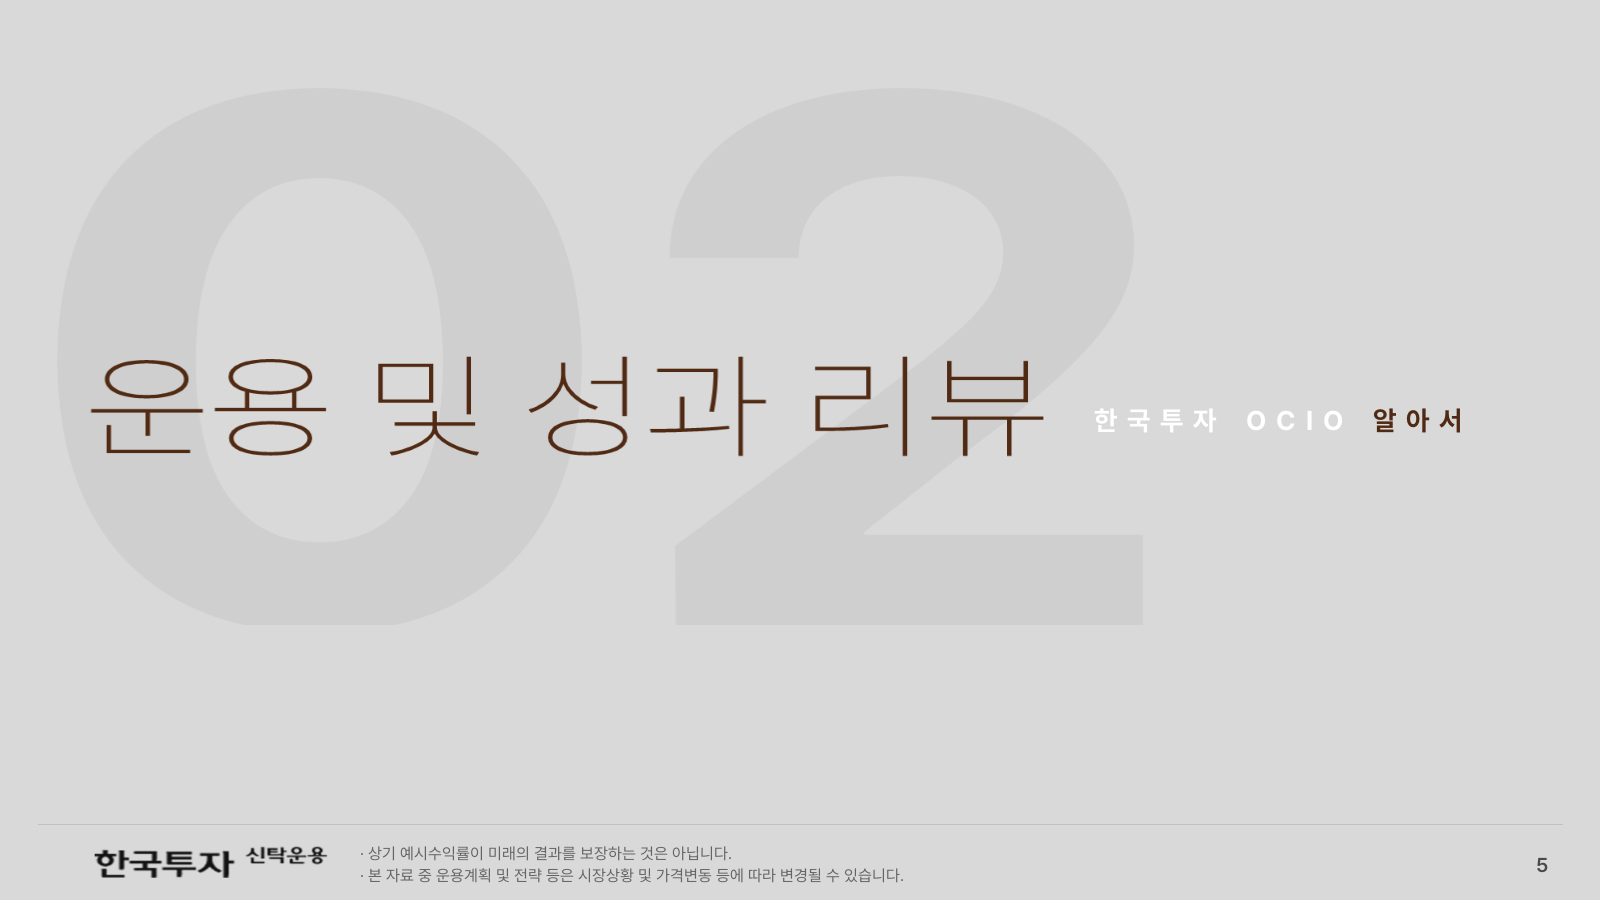 02
운용 및 성과 리뷰 한국투자 OCIO 알아서
한국투자 신탁운용
· 상기 예시수익률이 미래의 결과를 보장하는 것은 아닙니다.
· 본 자료 중 운용계획 및 전략 등은 시장상황 및 가격변동 등에 따라 변경될 수 있습니다.
5